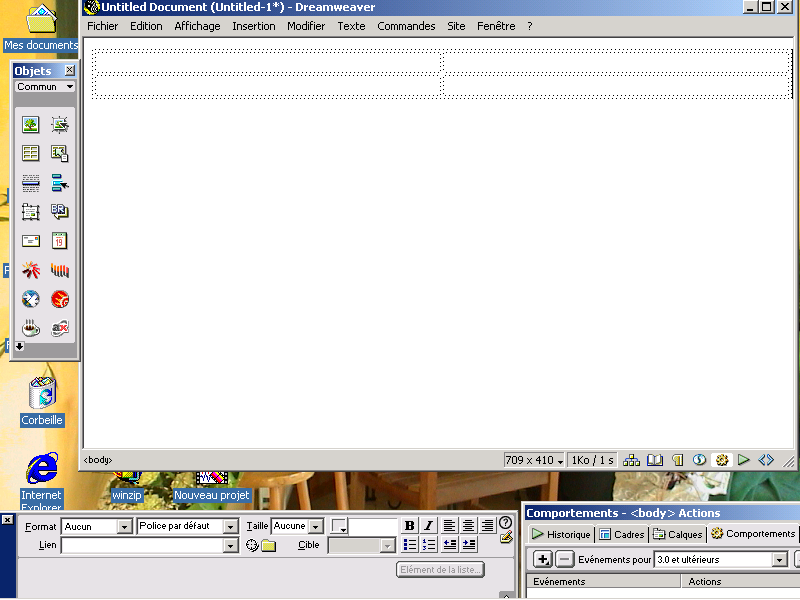 Untitled Document (Untitled-1*) - Dreamweaver
Fichier Edition Affichage Insertion Modifier Texte Commandes Site Fenêtre ?
Mes documents
Objets
Commun
19
Corbeille
Internet Explorer
winzip
Nouveau projet
<body>
709 x 410
1Ko / 1 s
Format Aucun Police par défaut Taille Aucune B I
Lien Cible
Elément de la liste...
Comportements - <body> Actions
Historique Cadres Calques Comportements
Evénements pour 3.0 et ultérieurs
Evénements Actions